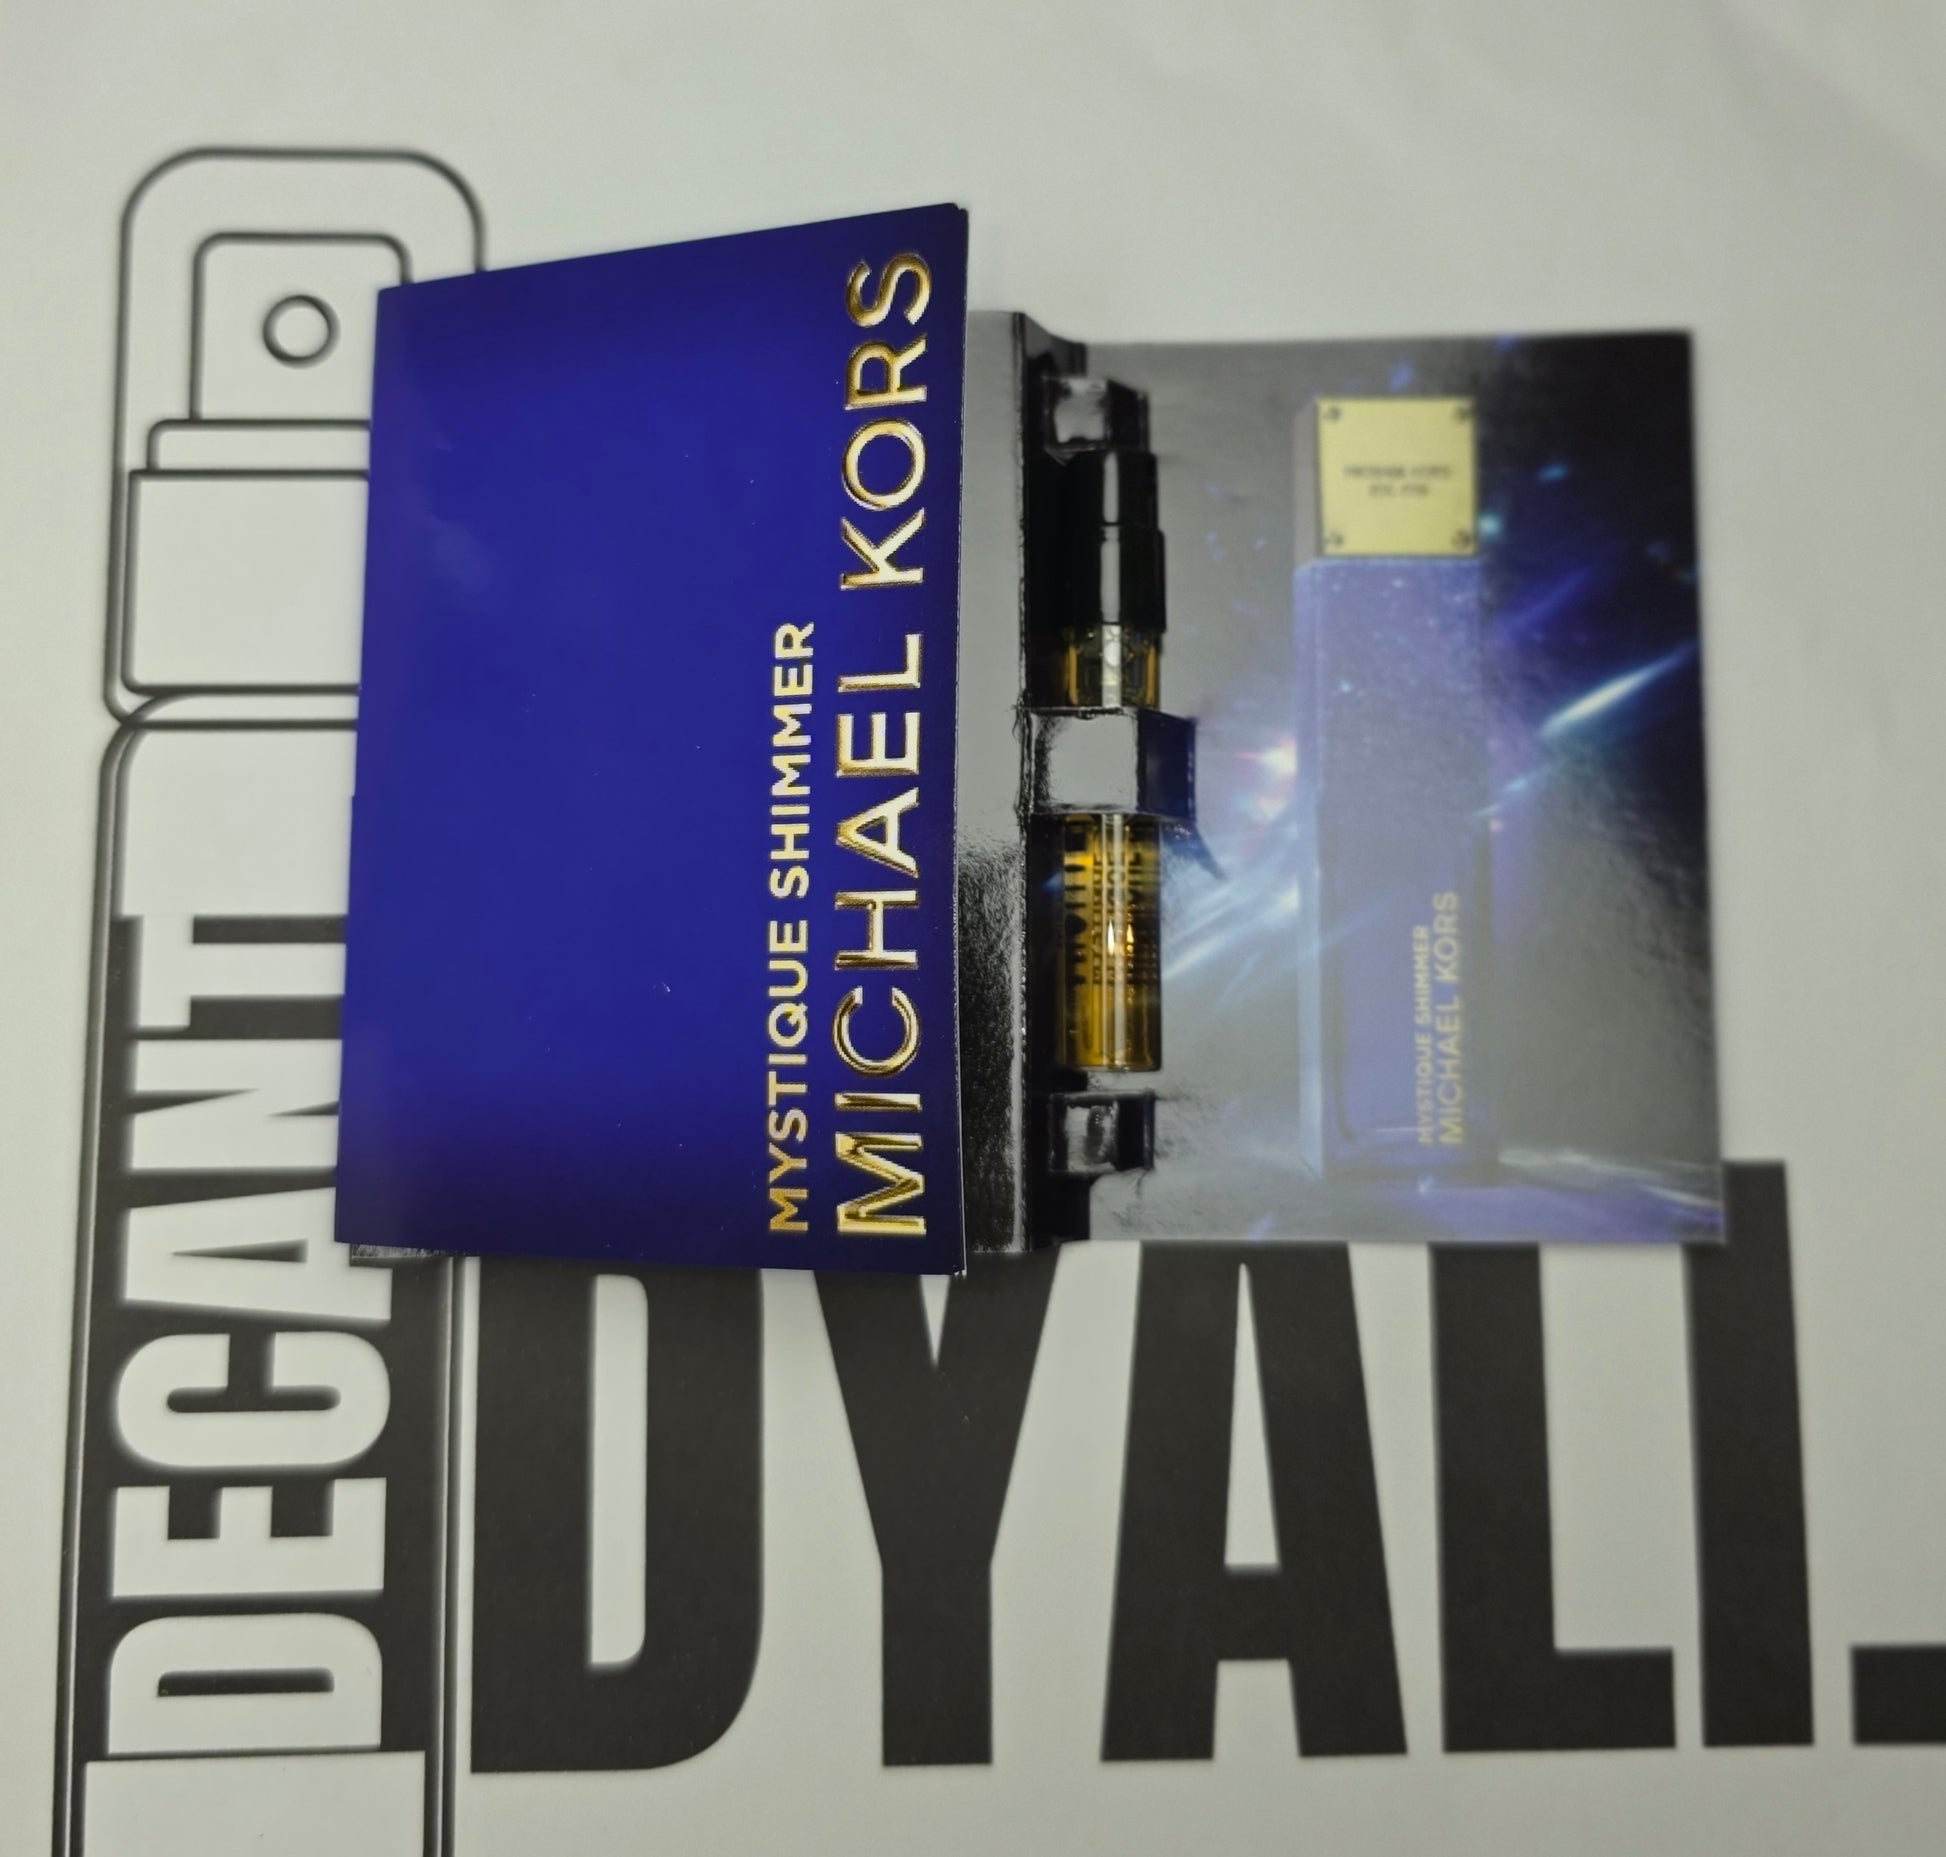 MYSTIQUE SHIMMER
MICHAEL KORS
MYSTIQUE SHIMMER
MICHAEL KORS
DECANT
DYALI